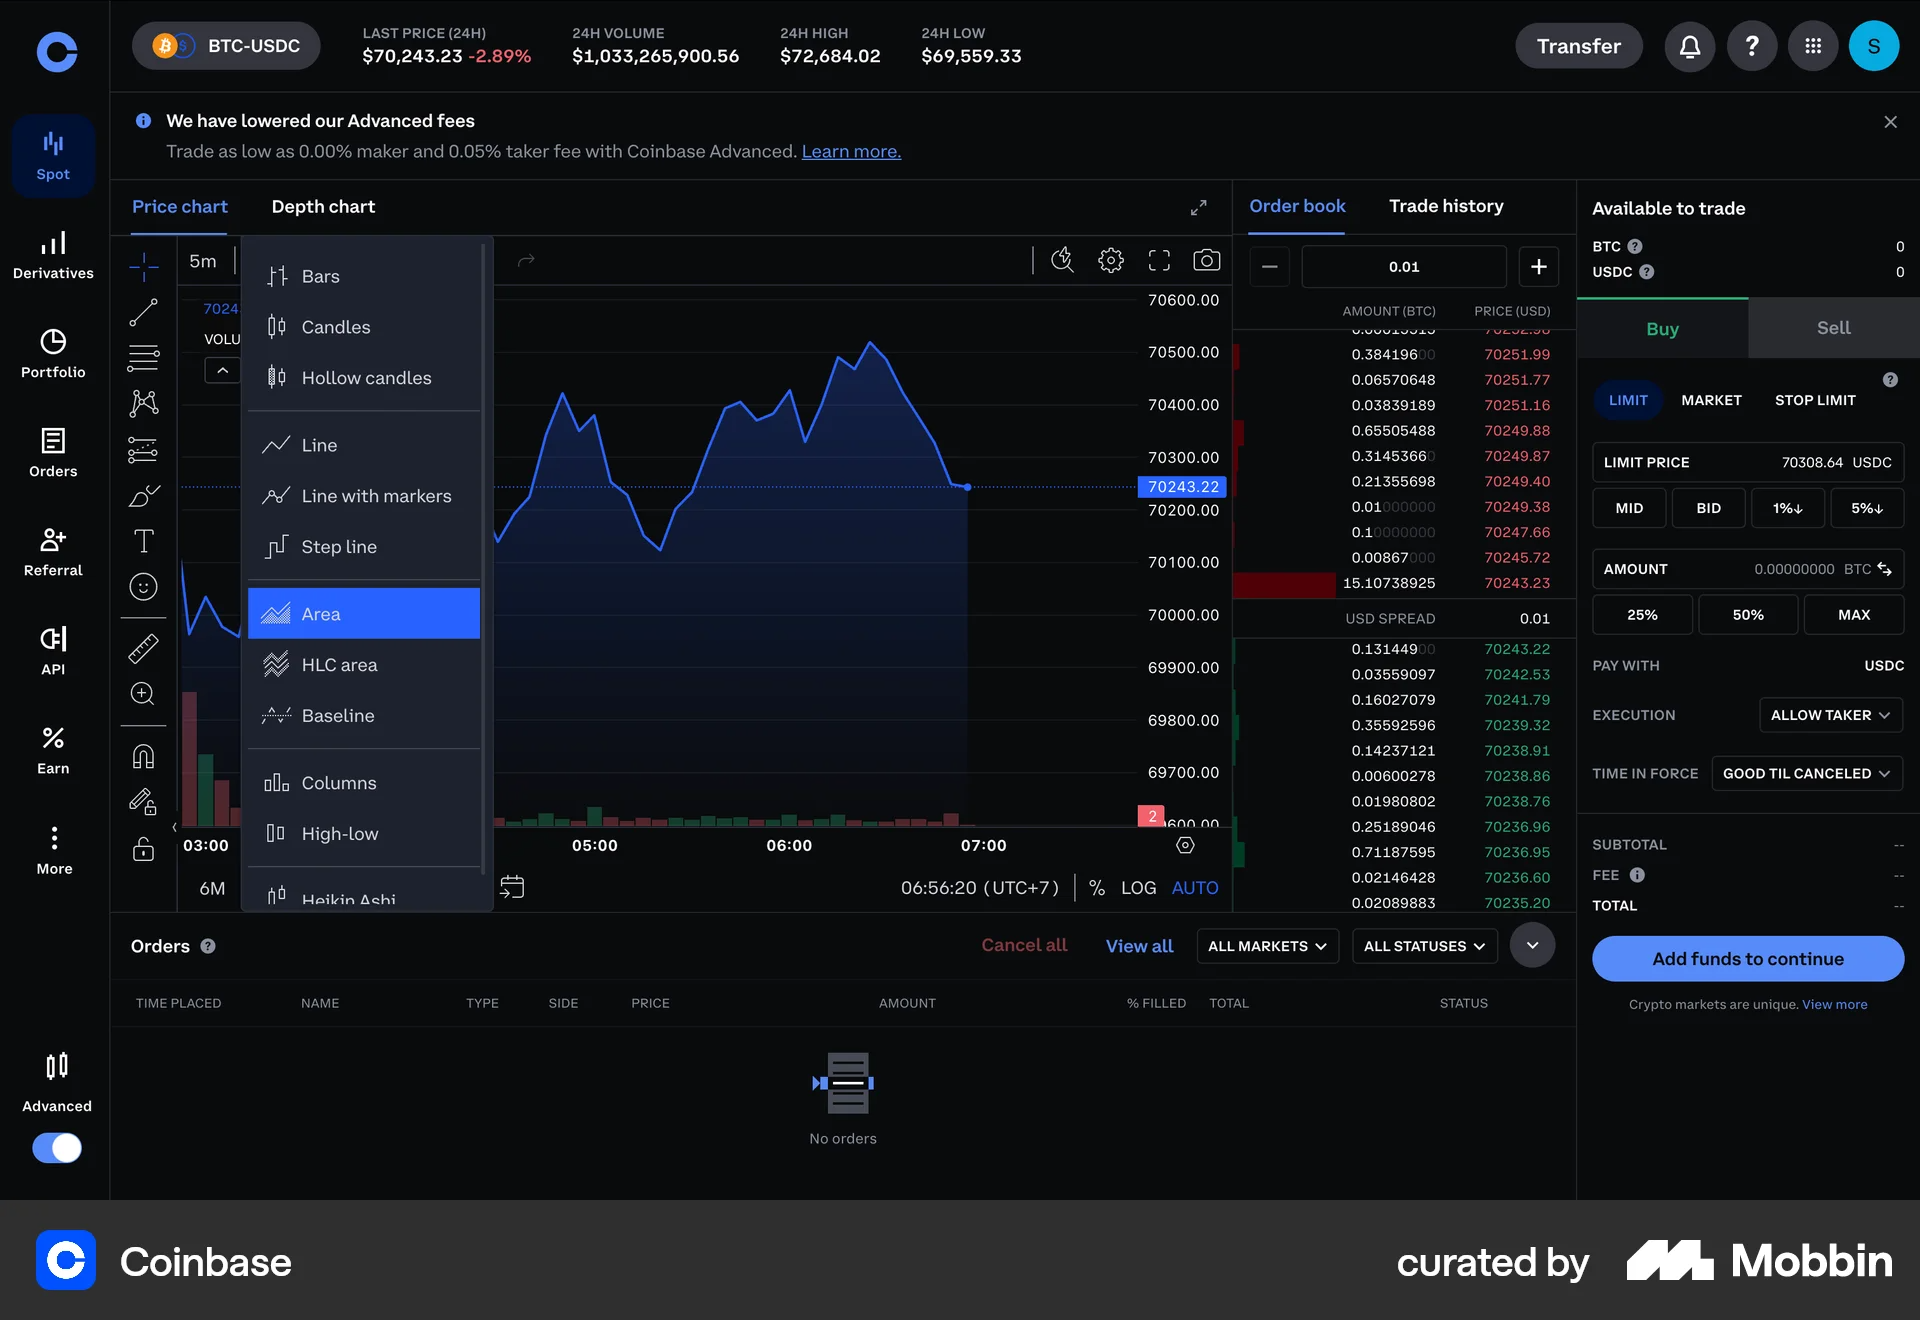 BTC-USDC
LAST PRICE (24H)
$70,243.23 -2.89%
24H VOLUME
$1,033,265,900.56
24H HIGH
$72,684.02
24H LOW
$69,559.33
Transfer
?
S
We have lowered our Advanced fees
Trade as low as 0.00% maker and 0.05% taker fee with Coinbase Advanced. Learn more.
Spot
Derivatives
Portfolio
Orders
Referral
API
Earn
More
Advanced
Price chart
Depth chart
5m
7024
VOLU
Bars
Candles
Hollow candles
Line
Line with markers
Step line
Area
HLC area
Baseline
Columns
High-low
Heikin Ashi
70600.00
70500.00
70400.00
70300.00
70243.22
70200.00
70100.00
70000.00
69900.00
69800.00
69700.00
2
03:00
05:00
06:00
07:00
6M
06:56:20 (UTC+7)
%
LOG
AUTO
Order book
Trade history
0.01
AMOUNT (BTC) PRICE (USD)
0.38419600 70251.99
0.06570648 70251.77
0.03839189 70251.16
0.65505488 70249.88
0.31453660 70249.87
0.21355698 70249.40
0.01000000 70249.38
0.10000000 70247.66
0.00867000 70245.72
15.10738925 70243.23
USD SPREAD 0.01
0.13144900 70243.22
0.03559097 70242.53
0.16027079 70241.79
0.35592596 70239.32
0.14237121 70238.91
0.00600278 70238.86
0.01980802 70238.76
0.25189046 70236.96
0.71187595 70236.95
0.02146428 70236.60
0.02089883 70235.20
Available to trade
BTC ? 0
USDC ? 0
Buy
Sell
?
LIMIT
MARKET
STOP LIMIT
LIMIT PRICE 70308.64 USDC
MID
BID
1%↓
5%↓
AMOUNT 0.00000000 BTC
25%
50%
MAX
PAY WITH USDC
EXECUTION ALLOW TAKER
TIME IN FORCE GOOD TIL CANCELED
SUBTOTAL --
FEE --
TOTAL --
Add funds to continue
Crypto markets are unique. View more
Orders ?
Cancel all
View all
ALL MARKETS
ALL STATUSES
TIME PLACED NAME TYPE SIDE PRICE AMOUNT % FILLED TOTAL STATUS
No orders
Coinbase
curated by
Mobbin